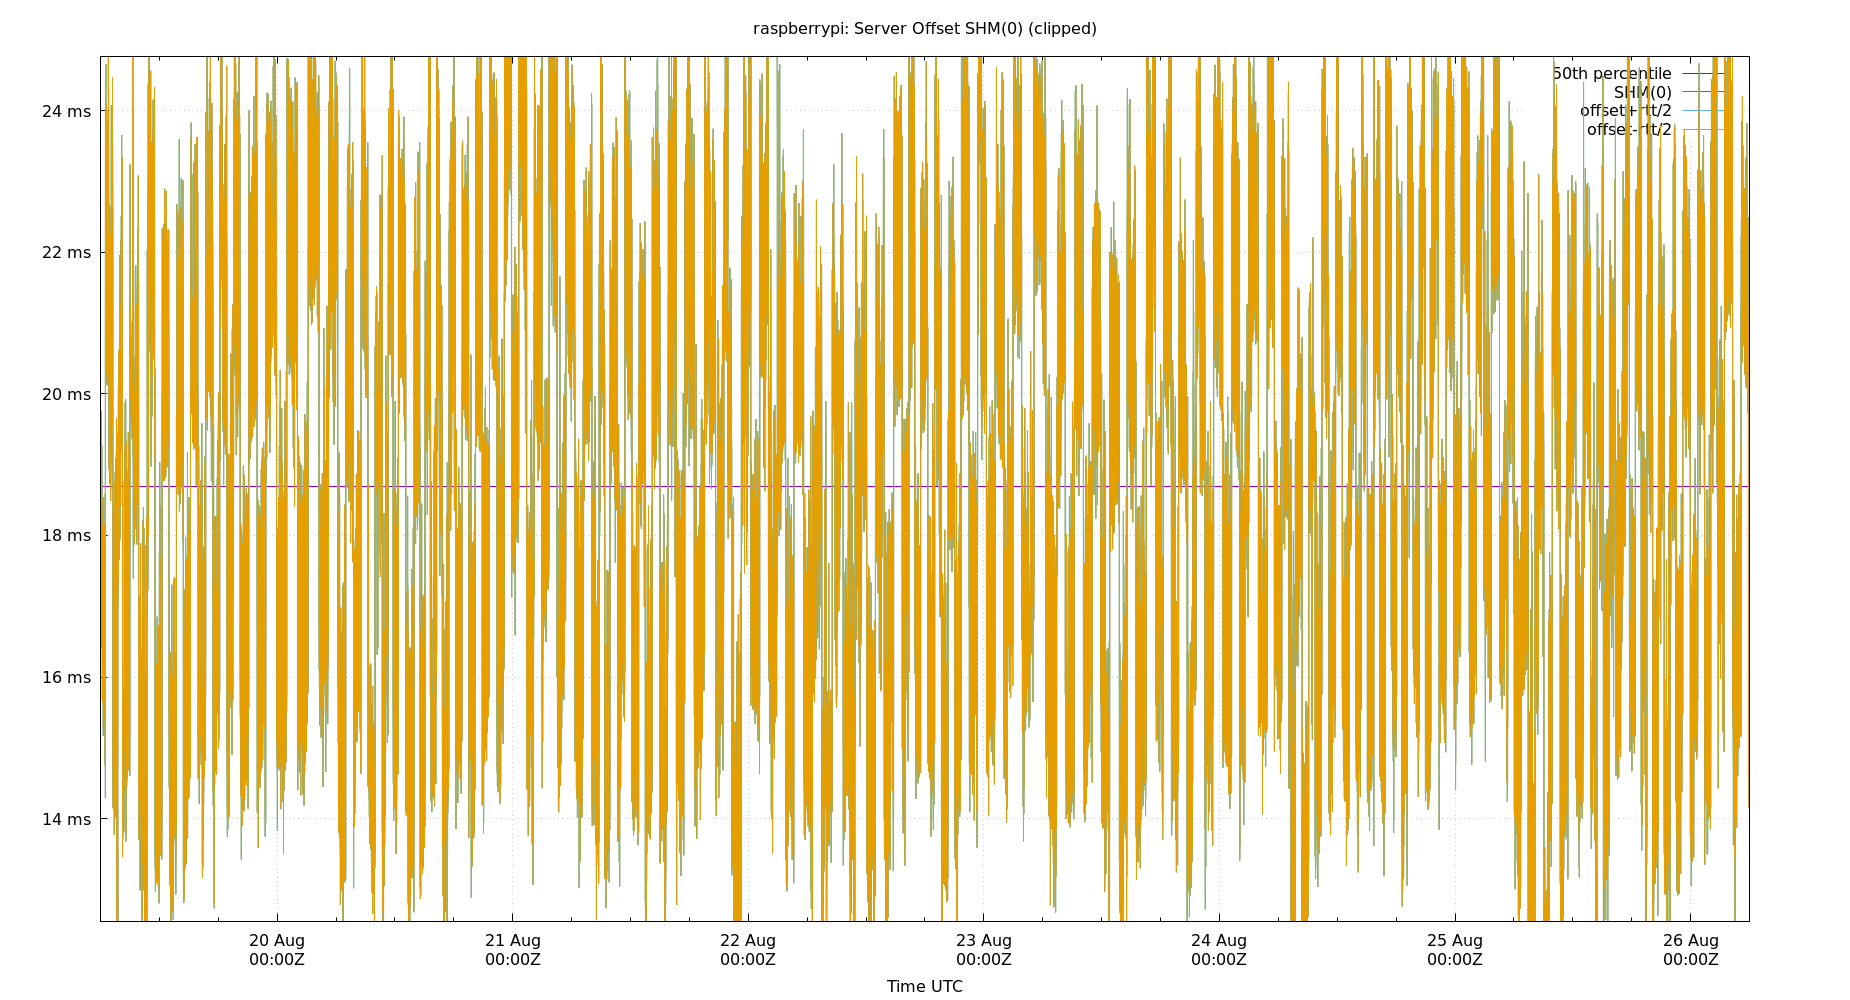 raspberrypi: Server Offset SHM(0) (clipped)
50th percentile
SHM(0)
offset+rtt/2
offset-rtt/2
24 ms
22 ms
20 ms
18 ms
16 ms
14 ms
20 Aug
00:00Z
21 Aug
00:00Z
22 Aug
00:00Z
23 Aug
00:00Z
24 Aug
00:00Z
25 Aug
00:00Z
26 Aug
00:00Z
Time UTC